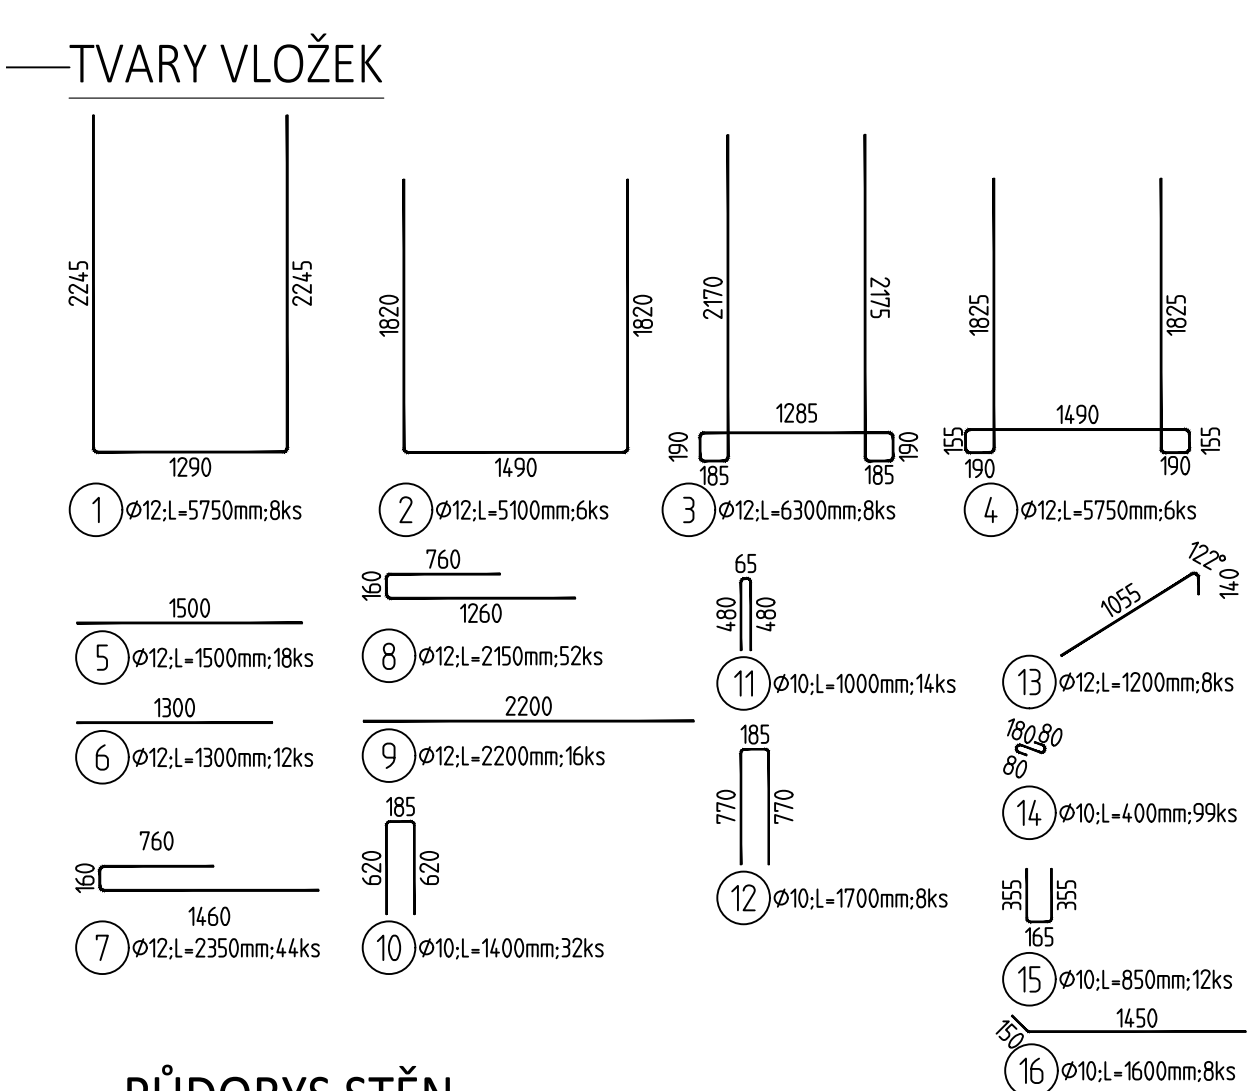 TVARY VLOŽEK
2245
2245
1290
1 Ø12;L=5750mm;8ks
1820
1820
1490
2 Ø12;L=5100mm;6ks
2170
2175
1285
190
190
185
185
3 Ø12;L=6300mm;8ks
1825
1825
1490
155
155
190
190
4 Ø12;L=5750mm;6ks
1500
5 Ø12;L=1500mm;18ks
1300
6 Ø12;L=1300mm;12ks
760
160
1460
7 Ø12;L=2350mm;44ks
760
160
1260
8 Ø12;L=2150mm;52ks
2200
9 Ø12;L=2200mm;16ks
185
620
620
10 Ø10;L=1400mm;32ks
65
480
480
11 Ø10;L=1000mm;14ks
185
770
770
12 Ø10;L=1700mm;8ks
122°
140
1055
13 Ø12;L=1200mm;8ks
180
80
80
14 Ø10;L=400mm;99ks
355
355
165
15 Ø10;L=850mm;12ks
1450
150
16 Ø10;L=1600mm;8ks
PŮDORYS STĚN